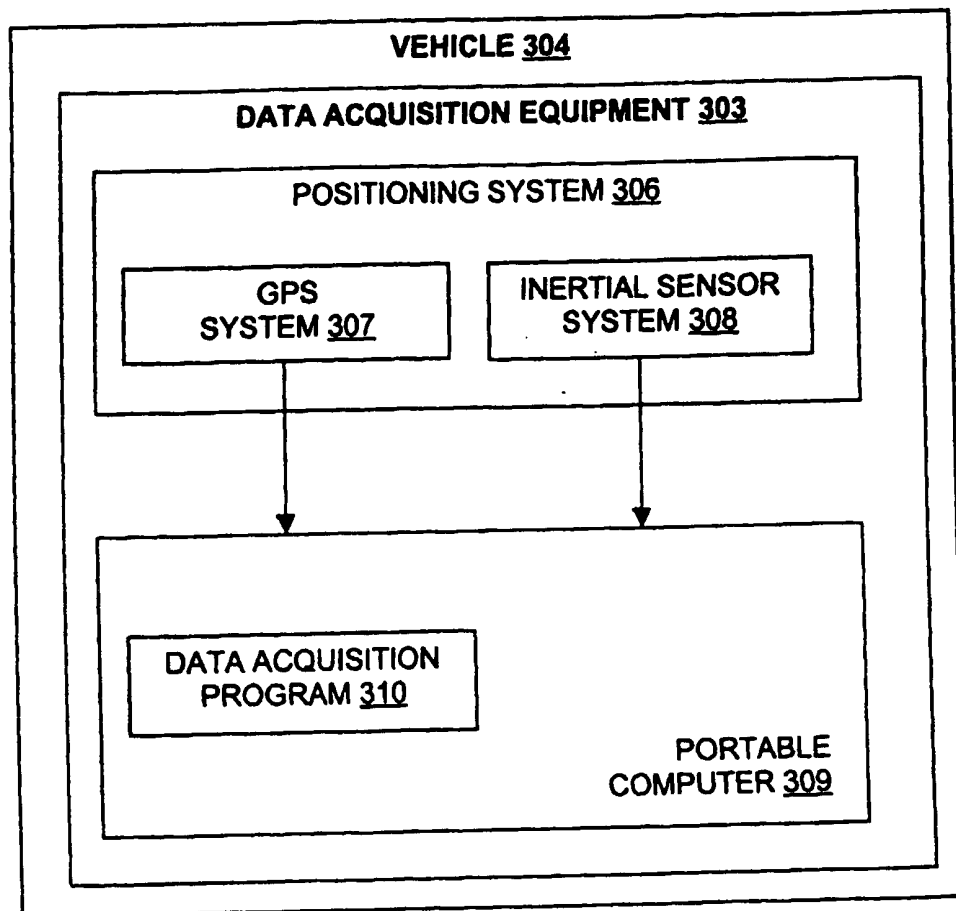 VEHICLE 304
DATA ACQUISITION EQUIPMENT 303
POSITIONING SYSTEM 306
GPS
SYSTEM 307
INERTIAL SENSOR
SYSTEM 308
DATA ACQUISITION
PROGRAM 310
PORTABLE
COMPUTER 309